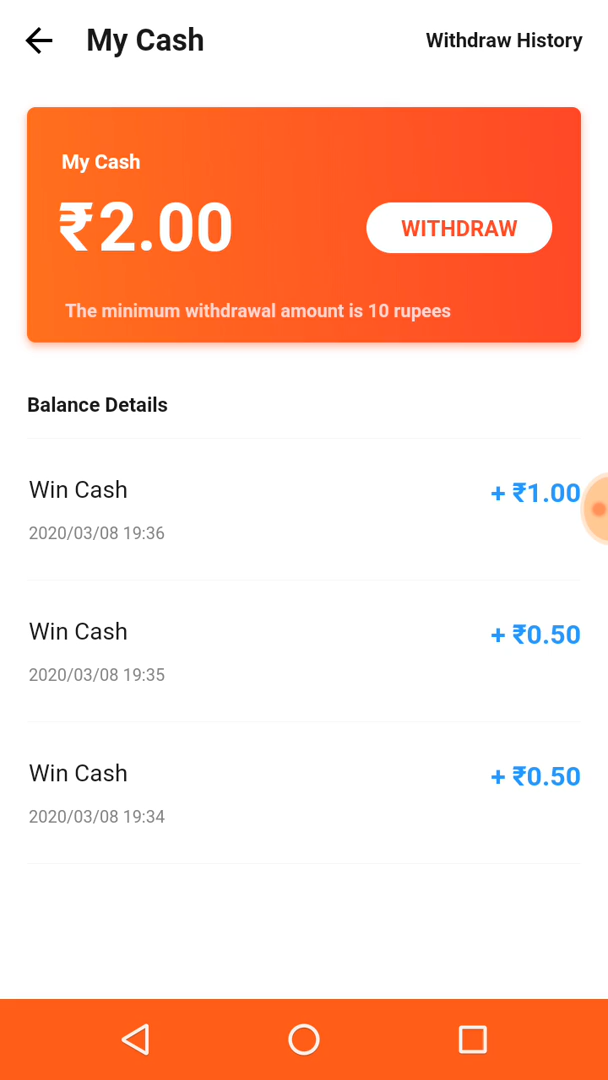 My Cash
Withdraw History
My Cash
₹2.00
WITHDRAW
The minimum withdrawal amount is 10 rupees
Balance Details
Win Cash
+ ₹1.00
2020/03/08 19:36
Win Cash
+ ₹0.50
2020/03/08 19:35
Win Cash
+ ₹0.50
2020/03/08 19:34